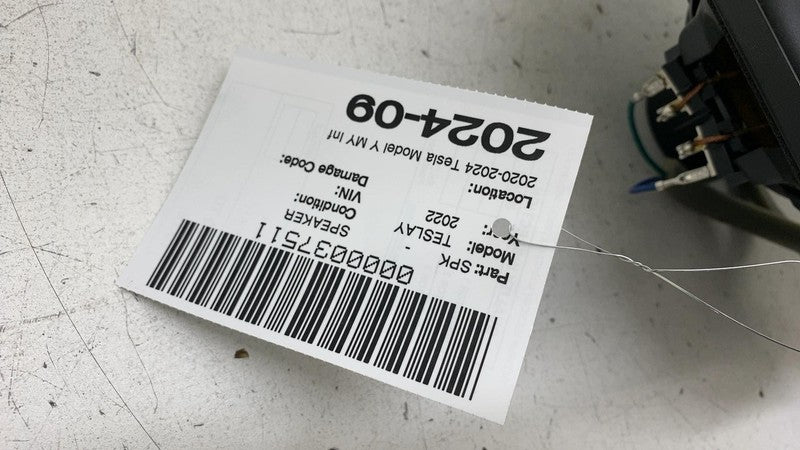 0000037511
Part: SPK - SPEAKER
Model: TESLAY Condition:
Year: 2022 VIN:
Damage Code:
Location:
2020-2024 Tesla Model Y MY Inf
2024-09